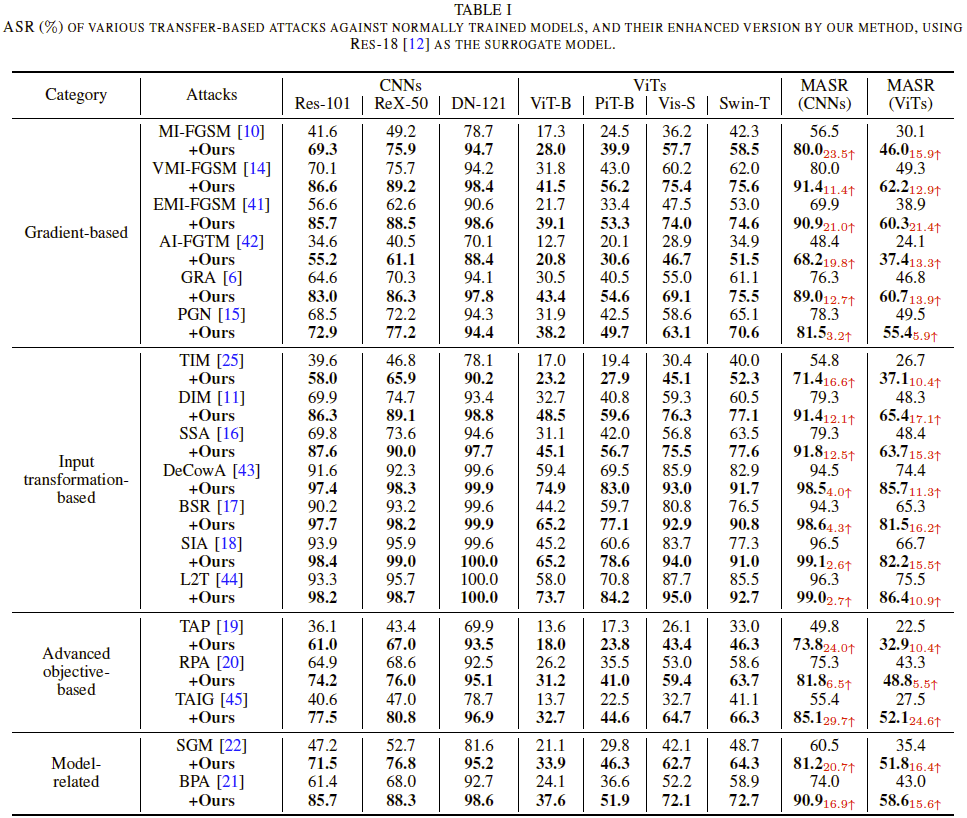 TABLE I
ASR (%) OF VARIOUS TRANSFER-BASED ATTACKS AGAINST NORMALLY TRAINED MODELS, AND THEIR ENHANCED VERSION BY OUR METHOD, USING
RES-18 [12] AS THE SURROGATE MODEL.
Category Attacks CNNs ViTs MASR (CNNs) MASR (ViTs)
Res-101 ReX-50 DN-121 ViT-B PiT-B Vis-S Swin-T
Gradient-based
MI-FGSM [10] 41.6 49.2 78.7 17.3 24.5 36.2 42.3 56.5 30.1
+Ours 69.3 75.9 94.7 28.0 39.9 57.7 58.5 80.0 23.5↑ 46.0 15.9↑
VMI-FGSM [14] 70.1 75.7 94.2 31.8 43.0 60.2 62.0 80.0 49.3
+Ours 86.6 89.2 98.4 41.5 56.2 75.4 75.6 91.4 11.4↑ 62.2 12.9↑
EMI-FGSM [41] 56.6 62.6 90.6 21.7 33.4 47.5 53.0 69.9 38.9
+Ours 85.7 88.5 98.6 39.1 53.3 74.0 74.6 90.9 21.0↑ 60.3 21.4↑
AI-FGTM [42] 34.6 40.5 70.1 12.7 20.1 28.9 34.9 48.4 24.1
+Ours 55.2 61.1 88.4 20.8 30.6 46.7 51.5 68.2 19.8↑ 37.4 13.3↑
GRA [6] 64.6 70.3 94.1 30.5 40.5 55.0 61.1 76.3 46.8
+Ours 83.0 86.3 97.8 43.4 54.6 69.1 75.5 89.0 12.7↑ 60.7 13.9↑
PGN [15] 68.5 72.2 94.3 31.9 42.5 58.6 65.1 78.3 49.5
+Ours 72.9 77.2 94.4 38.2 49.7 63.1 70.6 81.5 3.2↑ 55.4 5.9↑
Input
transformation-
based
TIM [25] 39.6 46.8 78.1 17.0 19.4 30.4 40.0 54.8 26.7
+Ours 58.0 65.9 90.2 23.2 27.9 45.1 52.3 71.4 16.6↑ 37.1 10.4↑
DIM [11] 69.9 74.7 93.4 32.7 40.8 59.3 60.5 79.3 48.3
+Ours 86.3 89.1 98.8 48.5 59.6 76.3 77.1 91.4 12.1↑ 65.4 17.1↑
SSA [16] 69.8 73.6 94.6 31.1 42.0 56.8 63.5 79.3 48.4
+Ours 87.6 90.0 97.7 45.1 56.7 75.5 77.6 91.8 12.5↑ 63.7 15.3↑
DeCowA [43] 91.6 92.3 99.6 59.4 69.5 85.9 82.9 94.5 74.4
+Ours 97.4 98.3 99.9 74.9 83.0 93.0 91.7 98.5 4.0↑ 85.7 11.3↑
BSR [17] 90.2 93.2 99.6 44.2 59.7 80.8 76.5 94.3 65.3
+Ours 97.7 98.2 99.9 65.2 77.1 92.9 90.8 98.6 4.3↑ 81.5 16.2↑
SIA [18] 93.9 95.9 99.6 45.2 60.6 83.7 77.3 96.5 66.7
+Ours 98.4 99.0 100.0 65.2 78.6 94.0 91.0 99.1 2.6↑ 82.2 15.5↑
L2T [44] 93.3 95.7 100.0 58.0 70.8 87.7 85.5 96.3 75.5
+Ours 98.2 98.7 100.0 73.7 84.2 95.0 92.7 99.0 2.7↑ 86.4 10.9↑
Advanced
objective-
based
TAP [19] 36.1 43.4 69.9 13.6 17.3 26.1 33.0 49.8 22.5
+Ours 61.0 67.0 93.5 18.0 23.8 43.4 46.3 73.8 24.0↑ 32.9 10.4↑
RPA [20] 64.9 68.6 92.5 26.2 35.5 53.0 58.6 75.3 43.3
+Ours 74.2 76.0 95.1 31.2 41.0 59.4 63.7 81.8 6.5↑ 48.8 5.5↑
TAIG [45] 40.6 47.0 78.7 13.7 22.5 32.7 41.1 55.4 27.5
+Ours 77.5 80.8 96.9 32.7 44.6 64.7 66.3 85.1 29.7↑ 52.1 24.6↑
Model-
related
SGM [22] 47.2 52.7 81.6 21.1 29.8 42.1 48.7 60.5 35.4
+Ours 71.5 76.8 95.2 33.9 46.3 62.7 64.3 81.2 20.7↑ 51.8 16.4↑
BPA [21] 61.4 68.0 92.7 24.1 36.6 52.2 58.9 74.0 43.0
+Ours 85.7 88.3 98.6 37.6 51.9 72.1 72.7 90.9 16.9↑ 58.6 15.6↑